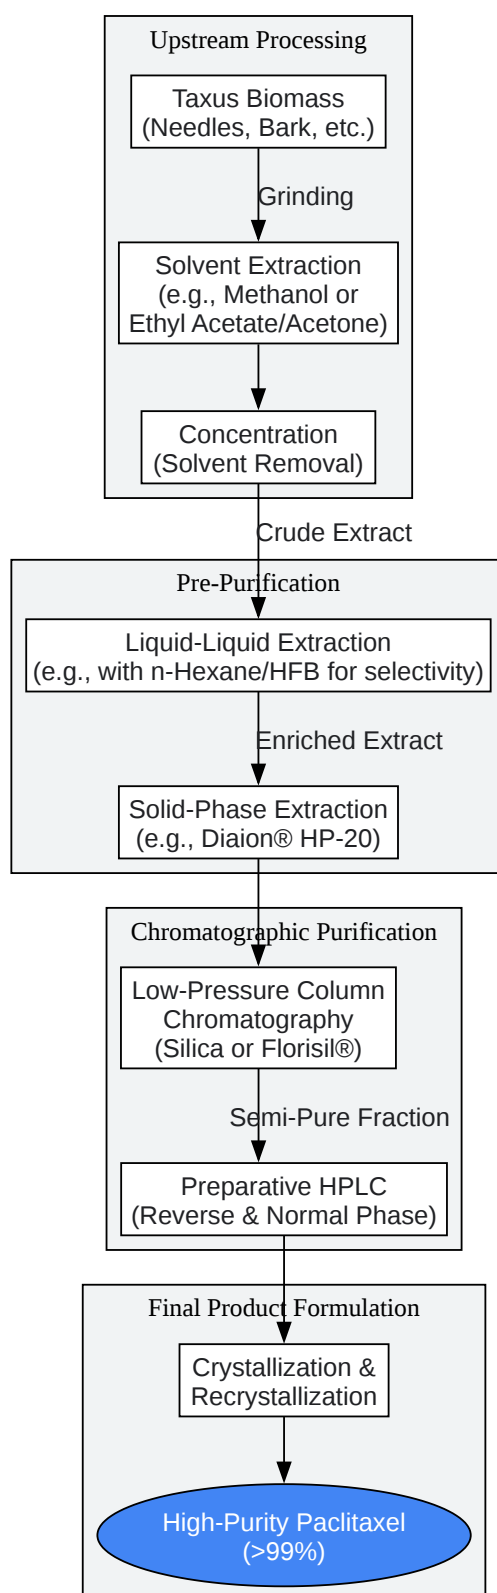 Upstream Processing
Taxus Biomass
(Needles, Bark, etc.)
Grinding
Solvent Extraction
(e.g., Methanol or
Ethyl Acetate/Acetone)
Concentration
(Solvent Removal)
Crude Extract
Pre-Purification
Liquid-Liquid Extraction
(e.g., with n-Hexane/HFB for selectivity)
Enriched Extract
Solid-Phase Extraction
(e.g., Diaion® HP-20)
Chromatographic Purification
Low-Pressure Column
Chromatography
(Silica or Florisil®)
Semi-Pure Fraction
Preparative HPLC
(Reverse & Normal Phase)
Final Product Formulation
Crystallization &
Recrystallization
High-Purity Paclitaxel
(>99%)